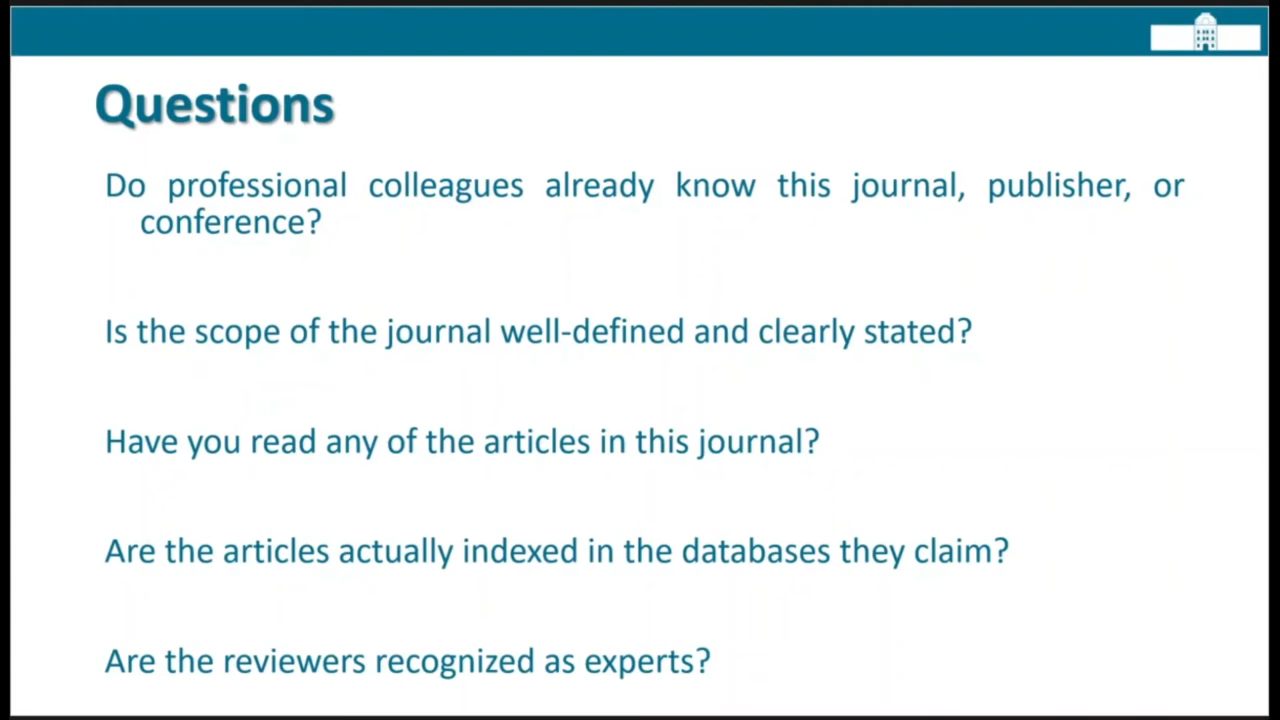 Questions
Do professional colleagues already know this journal, publisher, or
conference?
Is the scope of the journal well-defined and clearly stated?
Have you read any of the articles in this journal?
Are the articles actually indexed in the databases they claim?
Are the reviewers recognized as experts?